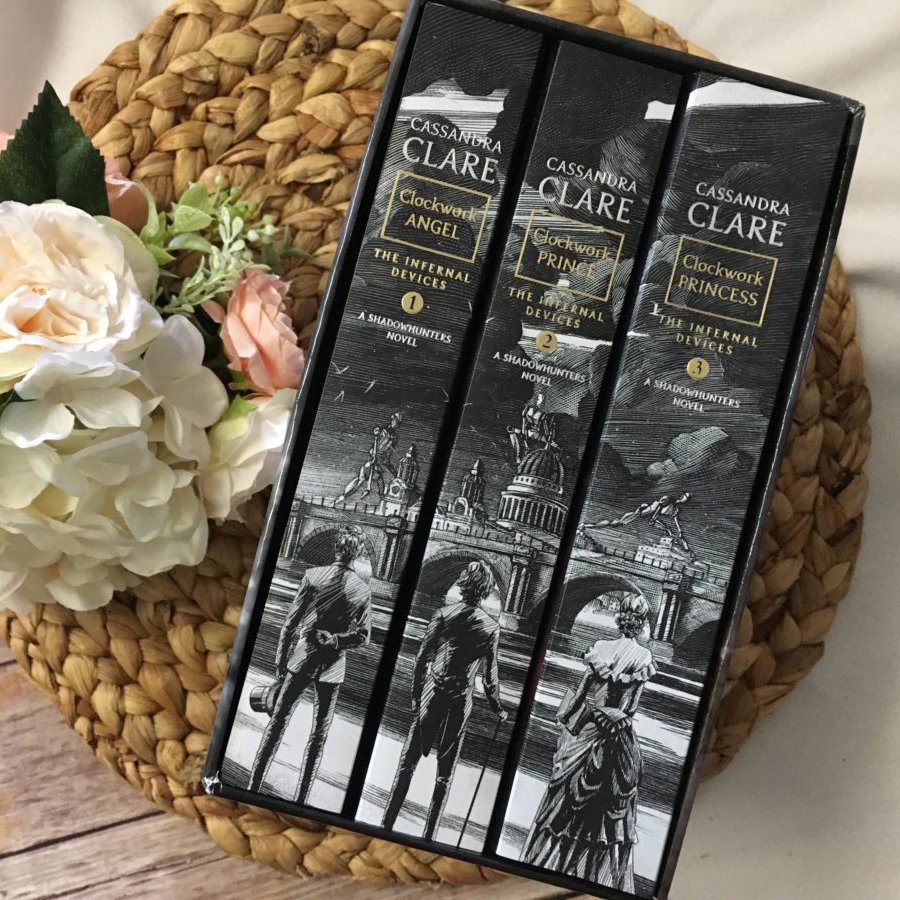 CASSANDRA
CLARE
Clockwork
ANGEL
THE INFERNAL
DEVICES
1
A SHADOWHUNTERS
NOVEL
CASSANDRA
CLARE
Clockwork
PRINCE
THE INFERNAL
DEVICES
2
A SHADOWHUNTERS
NOVEL
CASSANDRA
CLARE
Clockwork
PRINCESS
THE INFERNAL
DEVICES
3
A SHADOWHUNTERS
NOVEL